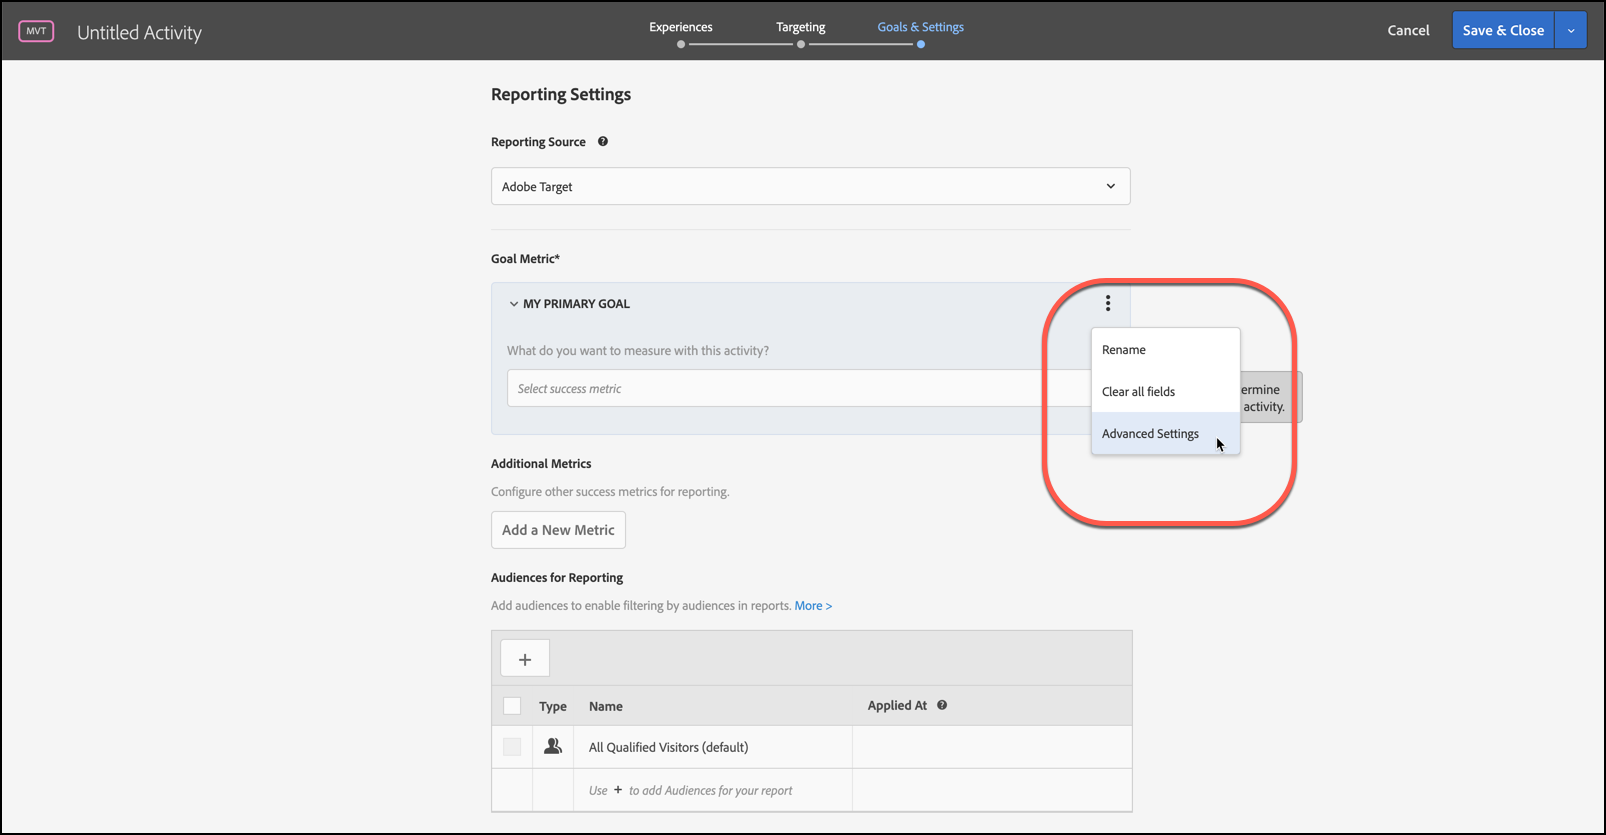 MVT
Untitled Activity
Experiences
Targeting
Goals & Settings
Cancel
Save & Close
Reporting Settings
Reporting Source ?
Adobe Target
Goal Metric*
MY PRIMARY GOAL
What do you want to measure with this activity?
Select success metric
Rename
Clear all fields
Advanced Settings
ermine
activity.
Additional Metrics
Configure other success metrics for reporting.
Add a New Metric
Audiences for Reporting
Add audiences to enable filtering by audiences in reports. More >
+
Type Name Applied At ?
All Qualified Visitors (default)
Use + to add Audiences for your report